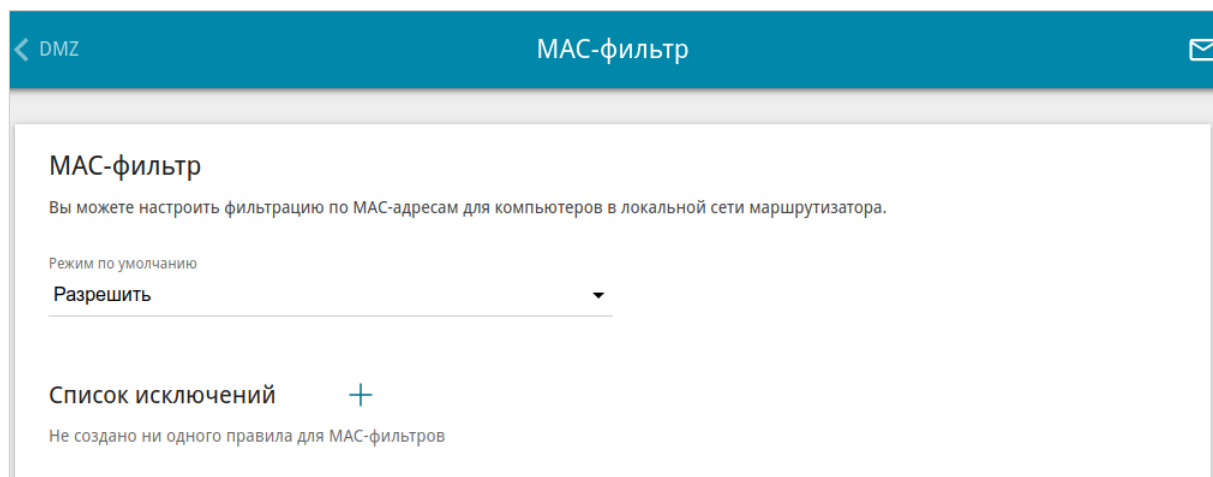 DMZ
MAC-фильтр
MAC-фильтр
Вы можете настроить фильтрацию по MAC-адресам для компьютеров в локальной сети маршрутизатора.
Режим по умолчанию
Разрешить
Список исключений
Не создано ни одного правила для MAC-фильтров